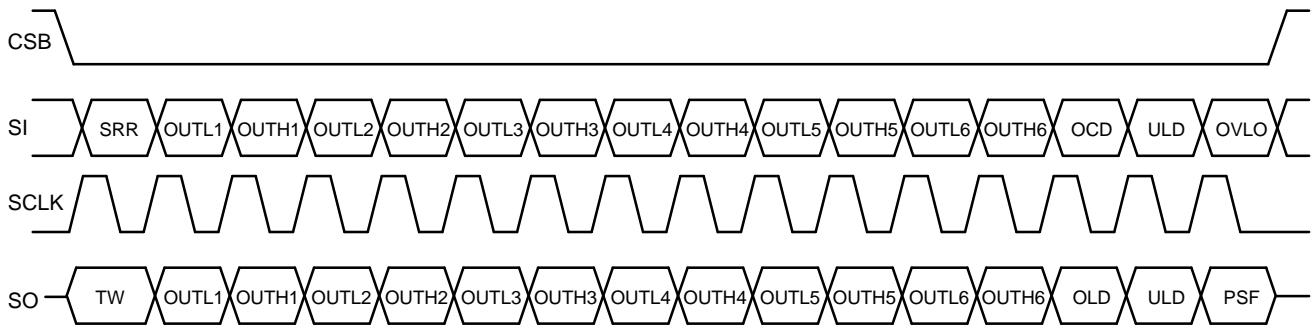 CSB
SI SRR OUTL1 OUTH1 OUTL2 OUTH2 OUTL3 OUTH3 OUTL4 OUTH4 OUTL5 OUTH5 OUTL6 OUTH6 OCD ULD OVLO
SCLK
SO TW OUTL1 OUTH1 OUTL2 OUTH2 OUTL3 OUTH3 OUTL4 OUTH4 OUTL5 OUTH5 OUTL6 OUTH6 OLD ULD PSF